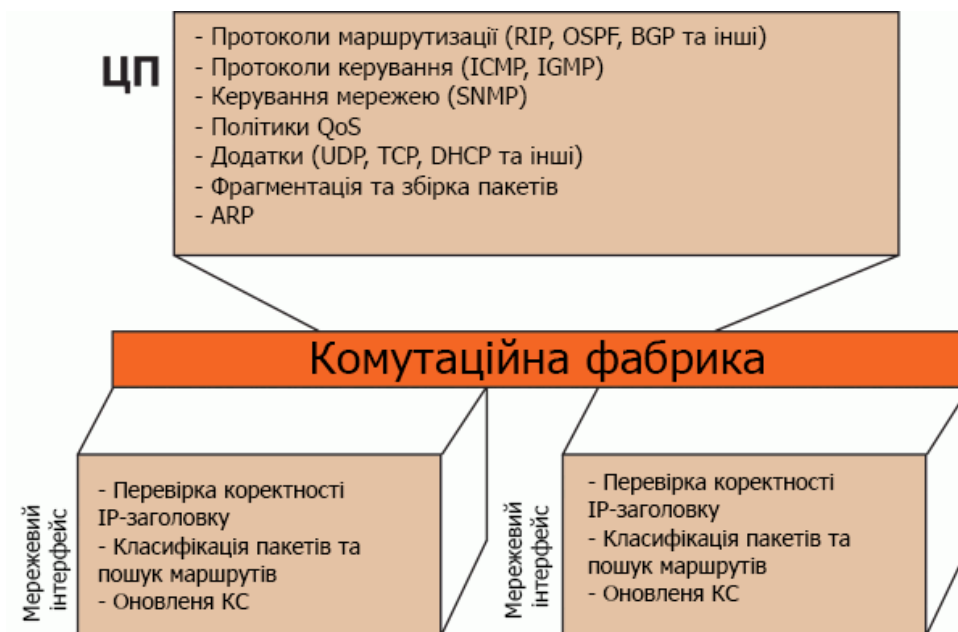 ЦП
- Протоколи маршрутизації (RIP, OSPF, BGP та інші)
- Протоколи керування (ICMP, IGMP)
- Керування мережею (SNMP)
- Політики QoS
- Додатки (UDP, TCP, DHCP та інші)
- Фрагментація та збірка пакетів
- ARP
Комутаційна фабрика
Мережевий
інтерфейс
- Перевірка коректності
IP-заголовку
- Класифікація пакетів та
пошук маршрутів
- Оновленя КС
Мережевий
інтерфейс
- Перевірка коректності
IP-заголовку
- Класифікація пакетів та
пошук маршрутів
- Оновленя КС